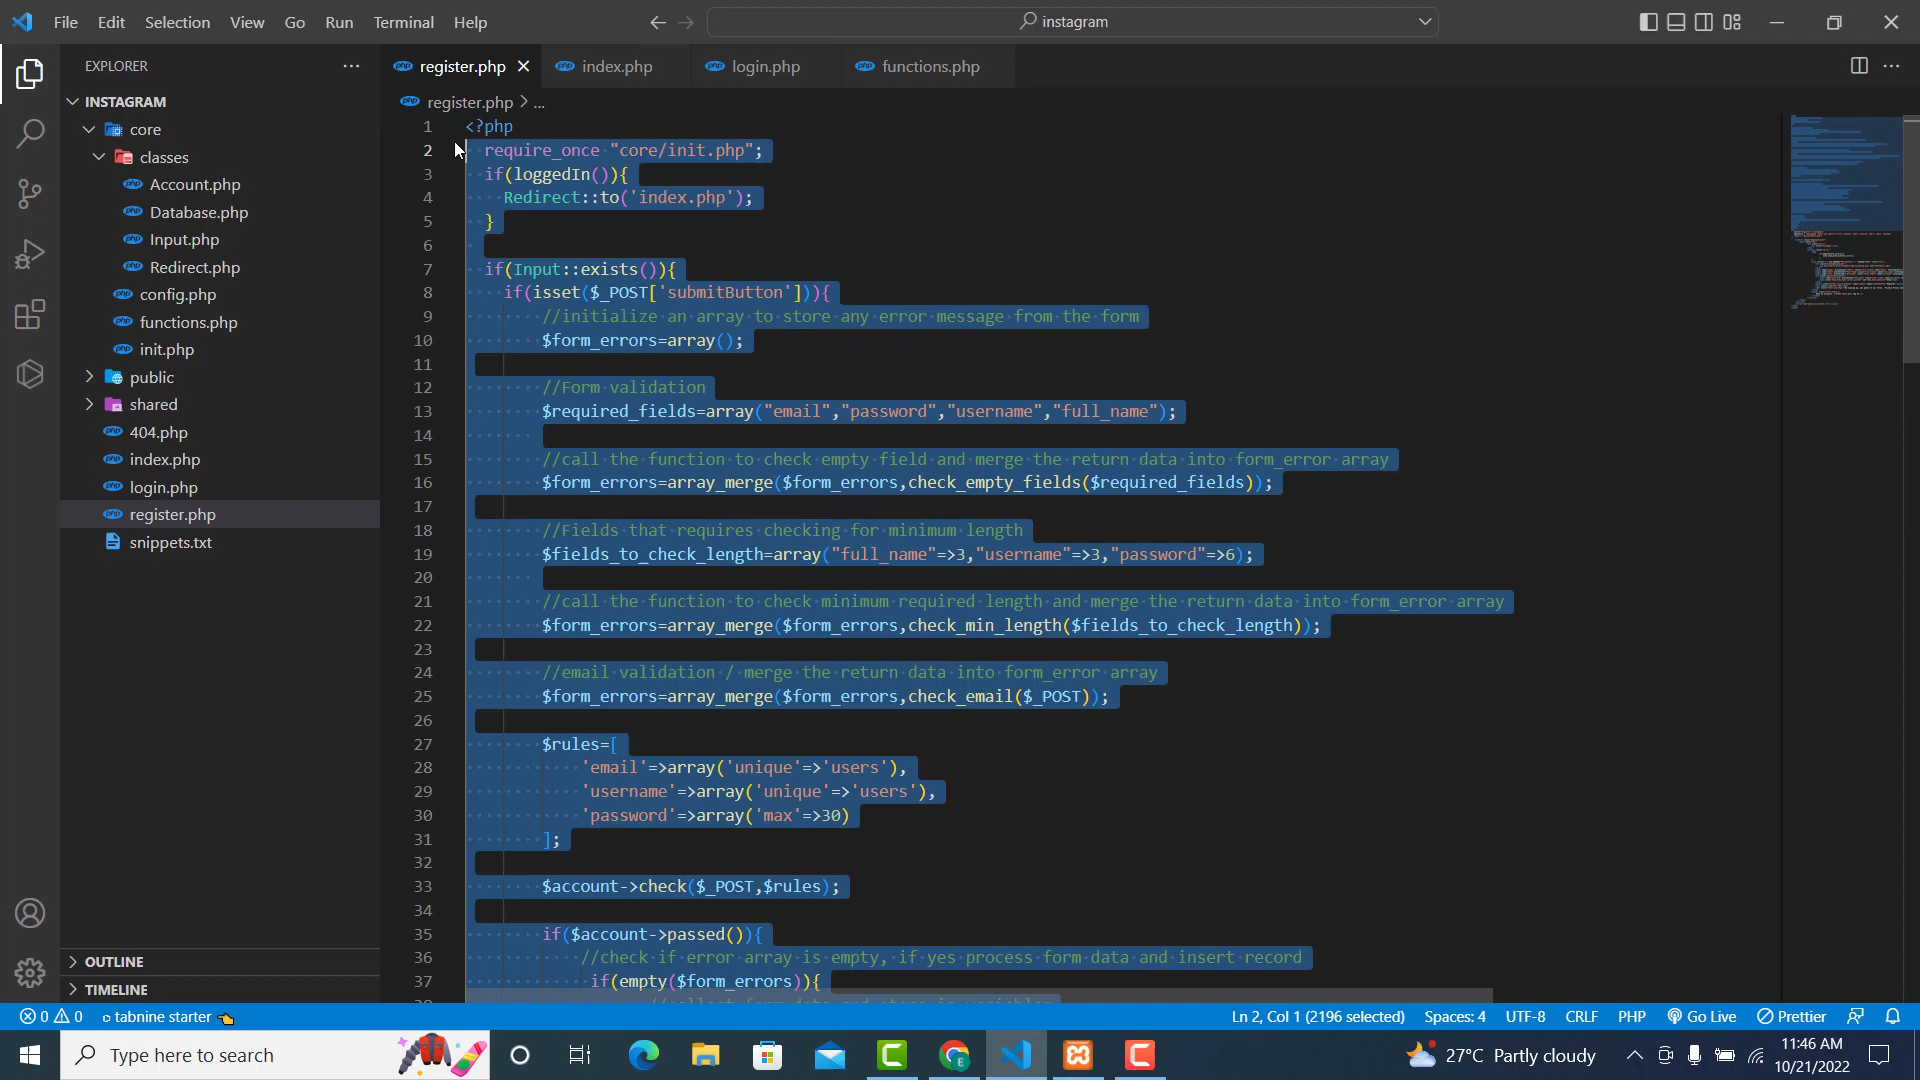 File Edit Selection View Go Run Terminal Help instagram
EXPLORER
INSTAGRAM
core
classes
Account.php
Database.php
Input.php
Redirect.php
config.php
functions.php
init.php
public
shared
404.php
index.php
login.php
register.php
snippets.txt
OUTLINE
TIMELINE
register.php index.php login.php functions.php
register.php > ...
1 <?php
2 require_once "core/init.php";
3 if(loggedIn()){
4 Redirect::to('index.php');
5 }
6
7 if(Input::exists()){
8 if(isset($_POST['submitButton'])){
9 //initialize an array to store any error message from the form
10 $form_errors=array();
11
12 //Form validation
13 $required_fields=array("email","password","username","full_name");
14
15 //call the function to check empty field and merge the return data into form_error array
16 $form_errors=array_merge($form_errors,check_empty_fields($required_fields));
17
18 //Fields that requires checking for minimum length
19 $fields_to_check_length=array("full_name"=>3,"username"=>3,"password"=>6);
20
21 //call the function to check minimum required length and merge the return data into form_error array
22 $form_errors=array_merge($form_errors,check_min_length($fields_to_check_length));
23
24 //email validation / merge the return data into form_error array
25 $form_errors=array_merge($form_errors,check_email($_POST));
26
27 $rules=[
28 'email'=>array('unique'=>'users'),
29 'username'=>array('unique'=>'users'),
30 'password'=>array('max'=>30)
31 ];
32
33 $account->check($_POST,$rules);
34
35 if($account->passed()){
36 //check if error array is empty, if yes process form data and insert record
37 if(empty($form_errors)){
0 0 tabnine starter Ln 2, Col 1 (2196 selected) Spaces: 4 UTF-8 CRLF PHP Go Live Prettier
Type here to search 27°C Partly cloudy 11:46 AM
10/21/2022